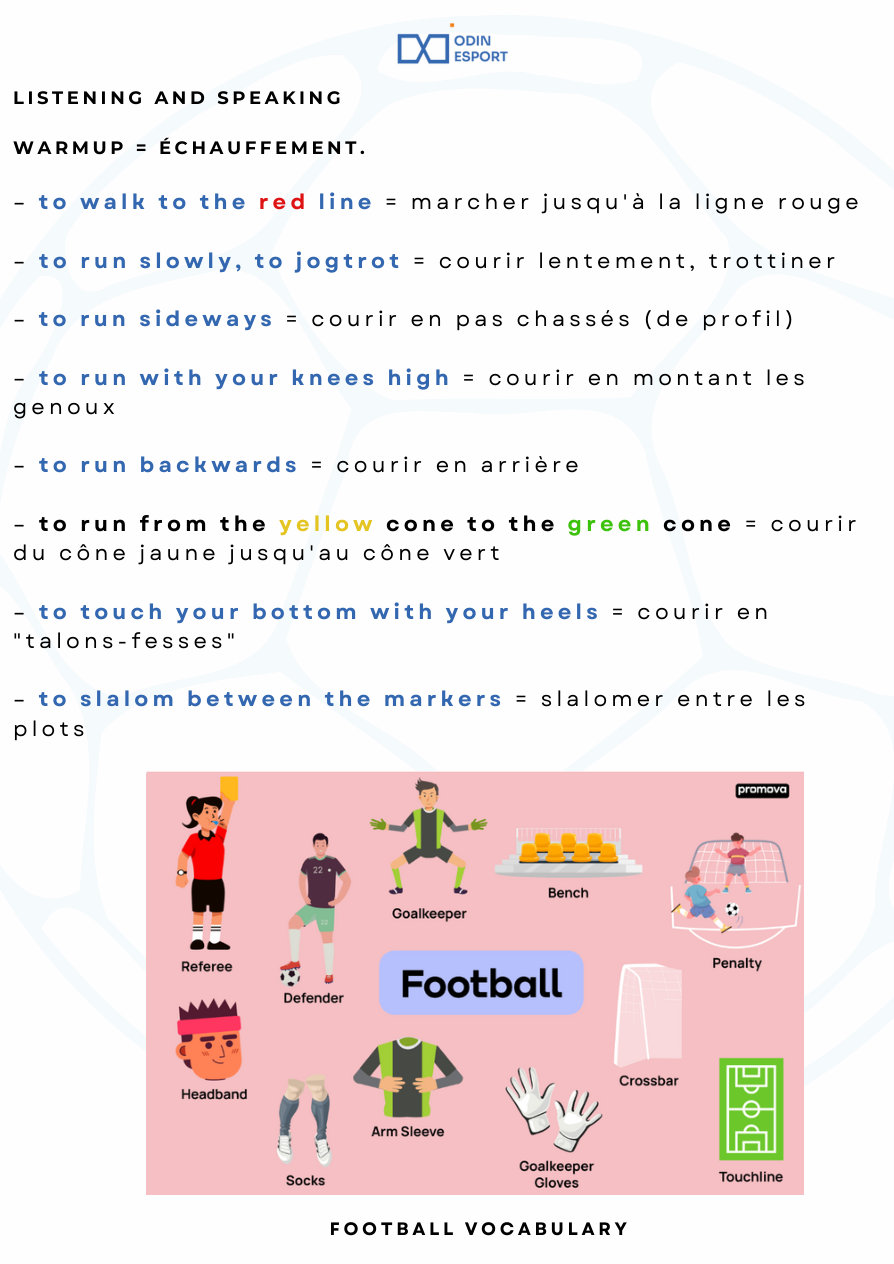 ODIN
ESPORT
LISTENING AND SPEAKING
WARMUP = ÉCHAUFFEMENT.
– to walk to the red line = marcher jusqu'à la ligne rouge
– to run slowly, to jogtrot = courir lentement, trottiner
– to run sideways = courir en pas chassés (de profil)
– to run with your knees high = courir en montant les
genoux
– to run backwards = courir en arrière
– to run from the yellow cone to the green cone = courir
du cône jaune jusqu'au cône vert
– to touch your bottom with your heels = courir en
"talons-fesses"
– to slalom between the markers = slalomer entre les
plots
promova
22
Goalkeeper
Bench
Referee
Defender
Penalty
Football
Headband
Crossbar
Arm Sleeve
Socks
Goalkeeper
Gloves
Touchline
FOOTBALL VOCABULARY